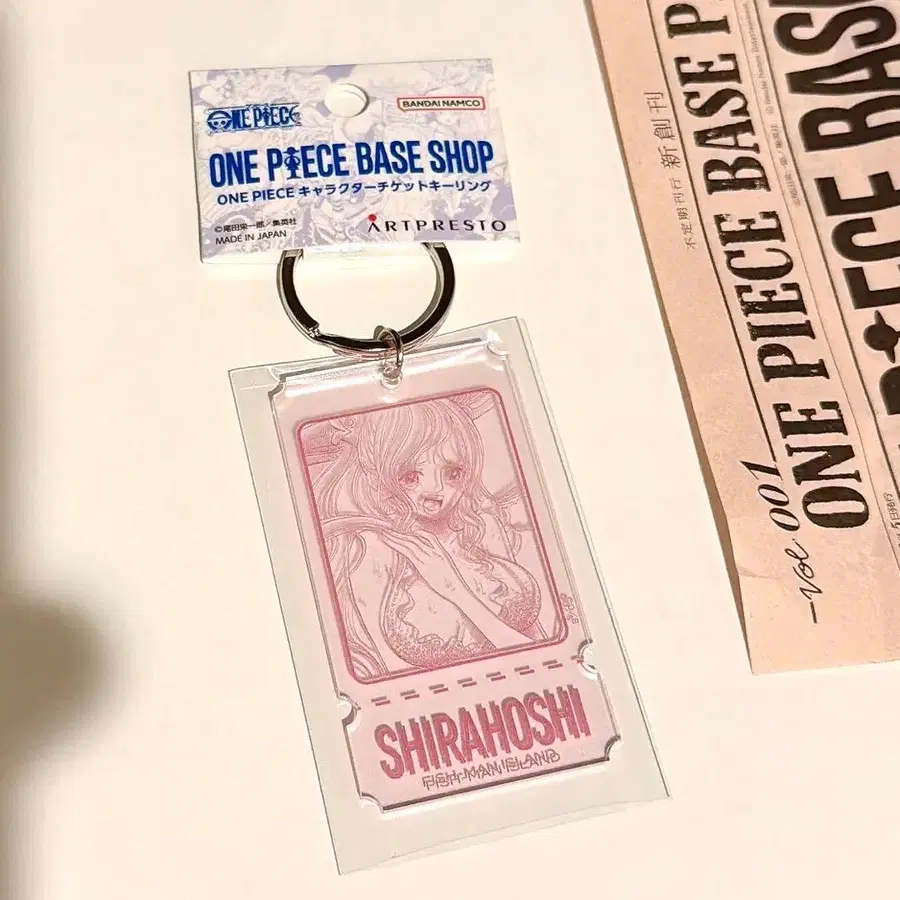 ONE PIECE
BANDAI NAMCO
ONE PIECE BASE SHOP
ONE PIECE キャラクターチケットキーリング
©尾田栄一郎/集英社
MADE IN JAPAN
ARTPRESTO
SHIRAHOSHI
FISH-MAN ISLAND
不定期刊行 新創刊
ONE PIECE BASE
vol 001
ONE PIECE BASE
PIECE BASE